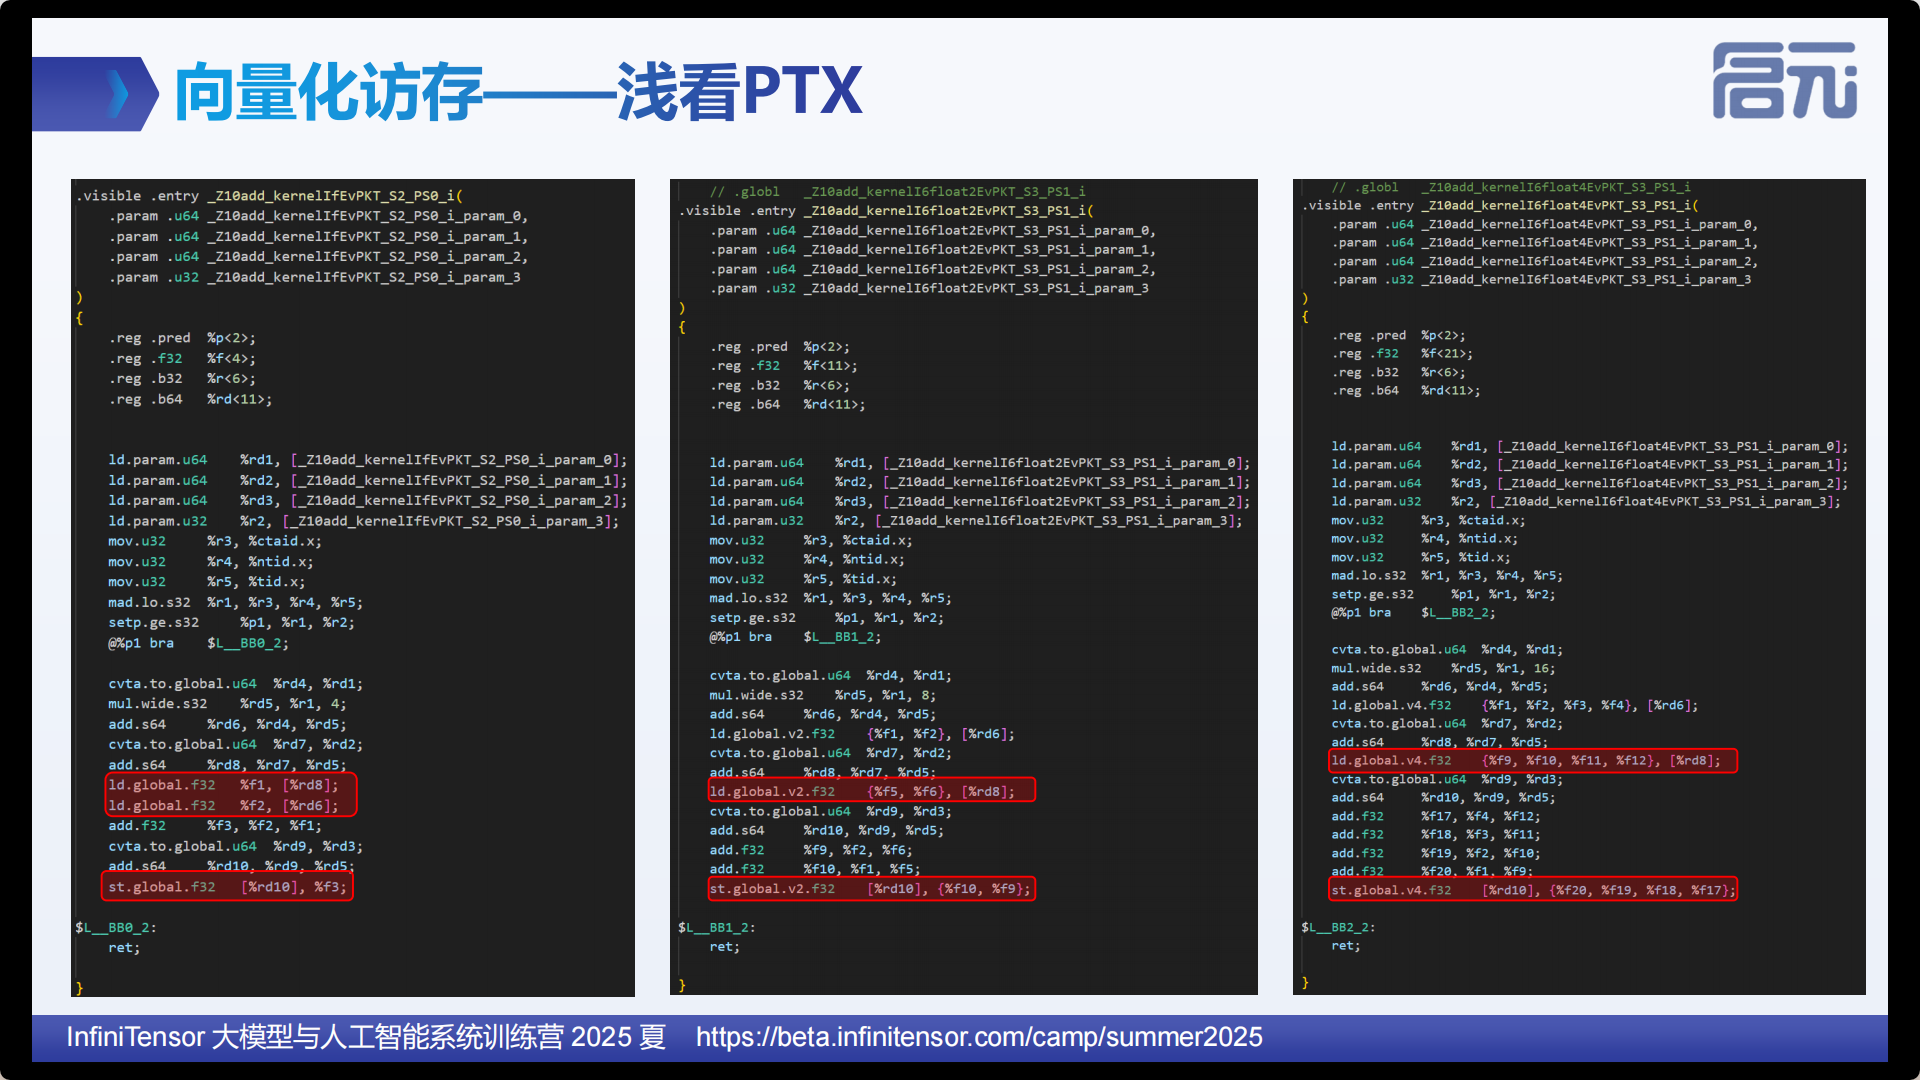 向量化访存——浅看PTX
启元
.visible .entry _Z10add_kernelIfEvPKT_S2_PS0_i(
.param .u64 _Z10add_kernelIfEvPKT_S2_PS0_i_param_0,
.param .u64 _Z10add_kernelIfEvPKT_S2_PS0_i_param_1,
.param .u64 _Z10add_kernelIfEvPKT_S2_PS0_i_param_2,
.param .u32 _Z10add_kernelIfEvPKT_S2_PS0_i_param_3
)
{
.reg .pred %p<2>;
.reg .f32 %f<4>;
.reg .b32 %r<6>;
.reg .b64 %rd<11>;
ld.param.u64 %rd1, [_Z10add_kernelIfEvPKT_S2_PS0_i_param_0];
ld.param.u64 %rd2, [_Z10add_kernelIfEvPKT_S2_PS0_i_param_1];
ld.param.u64 %rd3, [_Z10add_kernelIfEvPKT_S2_PS0_i_param_2];
ld.param.u32 %r2, [_Z10add_kernelIfEvPKT_S2_PS0_i_param_3];
mov.u32 %r3, %ctaid.x;
mov.u32 %r4, %ntid.x;
mov.u32 %r5, %tid.x;
mad.lo.s32 %r1, %r3, %r4, %r5;
setp.ge.s32 %p1, %r1, %r2;
@%p1 bra $L__BB0_2;
cvta.to.global.u64 %rd4, %rd1;
mul.wide.s32 %rd5, %r1, 4;
add.s64 %rd6, %rd4, %rd5;
cvta.to.global.u64 %rd7, %rd2;
add.s64 %rd8, %rd7, %rd5;
ld.global.f32 %f1, [%rd8];
ld.global.f32 %f2, [%rd6];
add.f32 %f3, %f2, %f1;
cvta.to.global.u64 %rd9, %rd3;
add.s64 %rd10, %rd9, %rd5;
st.global.f32 [%rd10], %f3;
$L__BB0_2:
ret;
}
// .globl _Z10add_kernelI6float2EvPKT_S3_PS1_i
.visible .entry _Z10add_kernelI6float2EvPKT_S3_PS1_i(
.param .u64 _Z10add_kernelI6float2EvPKT_S3_PS1_i_param_0,
.param .u64 _Z10add_kernelI6float2EvPKT_S3_PS1_i_param_1,
.param .u64 _Z10add_kernelI6float2EvPKT_S3_PS1_i_param_2,
.param .u32 _Z10add_kernelI6float2EvPKT_S3_PS1_i_param_3
)
{
.reg .pred %p<2>;
.reg .f32 %f<11>;
.reg .b32 %r<6>;
.reg .b64 %rd<11>;
ld.param.u64 %rd1, [_Z10add_kernelI6float2EvPKT_S3_PS1_i_param_0];
ld.param.u64 %rd2, [_Z10add_kernelI6float2EvPKT_S3_PS1_i_param_1];
ld.param.u64 %rd3, [_Z10add_kernelI6float2EvPKT_S3_PS1_i_param_2];
ld.param.u32 %r2, [_Z10add_kernelI6float2EvPKT_S3_PS1_i_param_3];
mov.u32 %r3, %ctaid.x;
mov.u32 %r4, %ntid.x;
mov.u32 %r5, %tid.x;
mad.lo.s32 %r1, %r3, %r4, %r5;
setp.ge.s32 %p1, %r1, %r2;
@%p1 bra $L__BB1_2;
cvta.to.global.u64 %rd4, %rd1;
mul.wide.s32 %rd5, %r1, 8;
add.s64 %rd6, %rd4, %rd5;
ld.global.v2.f32 {%f1, %f2}, [%rd6];
cvta.to.global.u64 %rd7, %rd2;
add.s64 %rd8, %rd7, %rd5;
ld.global.v2.f32 {%f5, %f6}, [%rd8];
cvta.to.global.u64 %rd9, %rd3;
add.s64 %rd10, %rd9, %rd5;
add.f32 %f9, %f2, %f6;
add.f32 %f10, %f1, %f5;
st.global.v2.f32 [%rd10], {%f10, %f9};
$L__BB1_2:
ret;
}
// .globl _Z10add_kernelI6float4EvPKT_S3_PS1_i
.visible .entry _Z10add_kernelI6float4EvPKT_S3_PS1_i(
.param .u64 _Z10add_kernelI6float4EvPKT_S3_PS1_i_param_0,
.param .u64 _Z10add_kernelI6float4EvPKT_S3_PS1_i_param_1,
.param .u64 _Z10add_kernelI6float4EvPKT_S3_PS1_i_param_2,
.param .u32 _Z10add_kernelI6float4EvPKT_S3_PS1_i_param_3
)
{
.reg .pred %p<2>;
.reg .f32 %f<21>;
.reg .b32 %r<6>;
.reg .b64 %rd<11>;
ld.param.u64 %rd1, [_Z10add_kernelI6float4EvPKT_S3_PS1_i_param_0];
ld.param.u64 %rd2, [_Z10add_kernelI6float4EvPKT_S3_PS1_i_param_1];
ld.param.u64 %rd3, [_Z10add_kernelI6float4EvPKT_S3_PS1_i_param_2];
ld.param.u32 %r2, [_Z10add_kernelI6float4EvPKT_S3_PS1_i_param_3];
mov.u32 %r3, %ctaid.x;
mov.u32 %r4, %ntid.x;
mov.u32 %r5, %tid.x;
mad.lo.s32 %r1, %r3, %r4, %r5;
setp.ge.s32 %p1, %r1, %r2;
@%p1 bra $L__BB2_2;
cvta.to.global.u64 %rd4, %rd1;
mul.wide.s32 %rd5, %r1, 16;
add.s64 %rd6, %rd4, %rd5;
ld.global.v4.f32 {%f1, %f2, %f3, %f4}, [%rd6];
cvta.to.global.u64 %rd7, %rd2;
add.s64 %rd8, %rd7, %rd5;
ld.global.v4.f32 {%f9, %f10, %f11, %f12}, [%rd8];
cvta.to.global.u64 %rd9, %rd3;
add.s64 %rd10, %rd9, %rd5;
add.f32 %f17, %f4, %f12;
add.f32 %f18, %f3, %f11;
add.f32 %f19, %f2, %f10;
add.f32 %f20, %f1, %f9;
st.global.v4.f32 [%rd10], {%f20, %f19, %f18, %f17};
$L__BB2_2:
ret;
}
InfiniTensor 大模型与人工智能系统训练营 2025 夏 https://beta.infinitensor.com/camp/summer2025